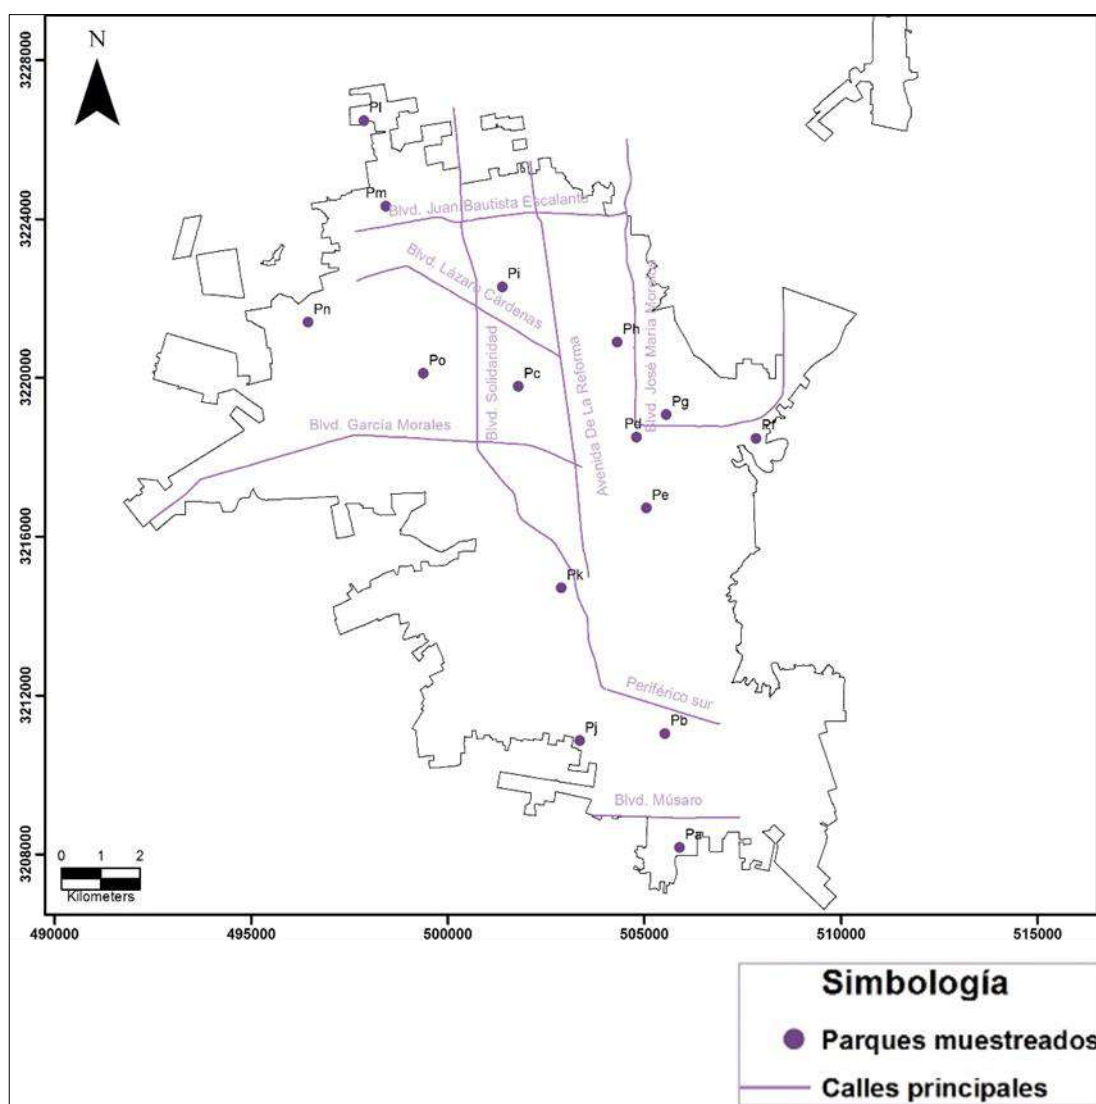 N
3228000
3224000
3220000
3216000
3212000
3208000
Pl
Pm
Blvd. Juan Bautista Escalante
Blvd. Lázaro Cárdenas
Pi
Pn
Ph
Blvd. José María Morelos
Po
Pc
Blvd. Solidaridad
Avenida De La Reforma
Pg
Blvd. García Morales
Pd
Pf
Pe
Pk
Periférico sur
Pj
Pb
Blvd. Músaro
Pa
0 1 2
Kilometers
490000 495000 500000 505000 510000 515000
Simbología
Parques muestreados
Calles principales